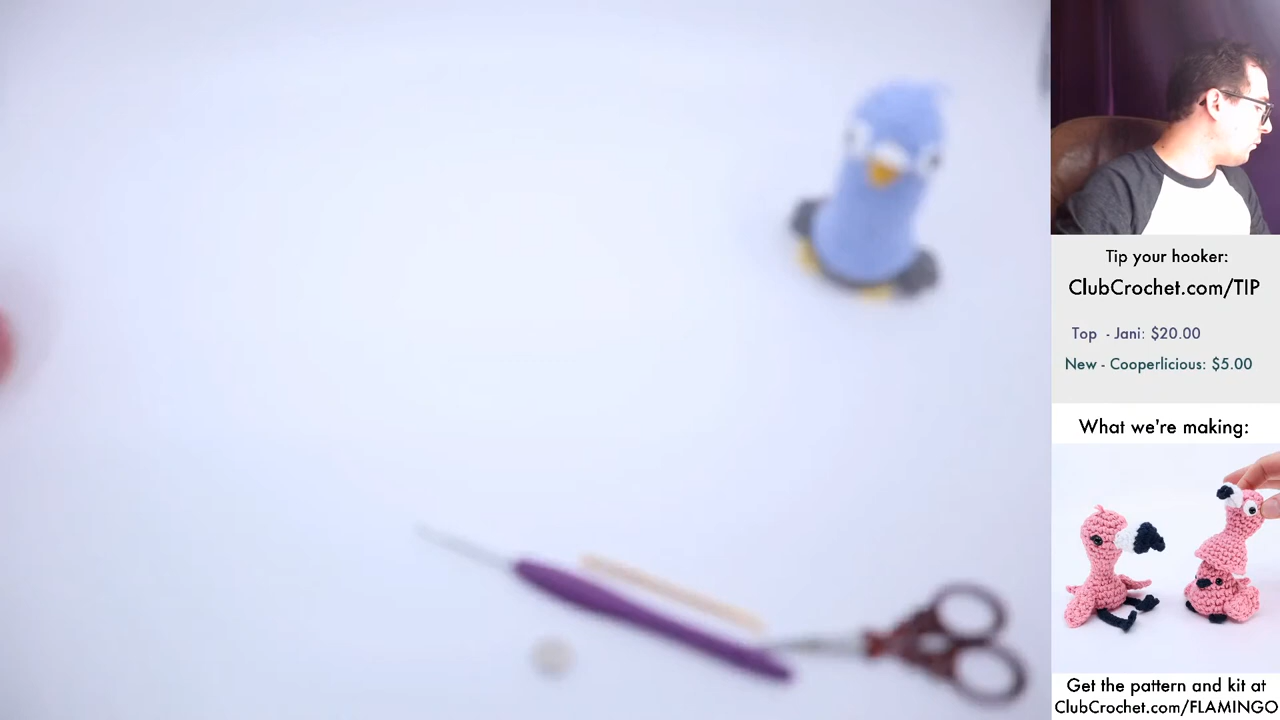 Tip your hooker:
ClubCrochet.com/TIP
Top - Jani: $20.00
New - Cooperlicious: $5.00
What we're making:
Get the pattern and kit at
ClubCrochet.com/FLAMINGO